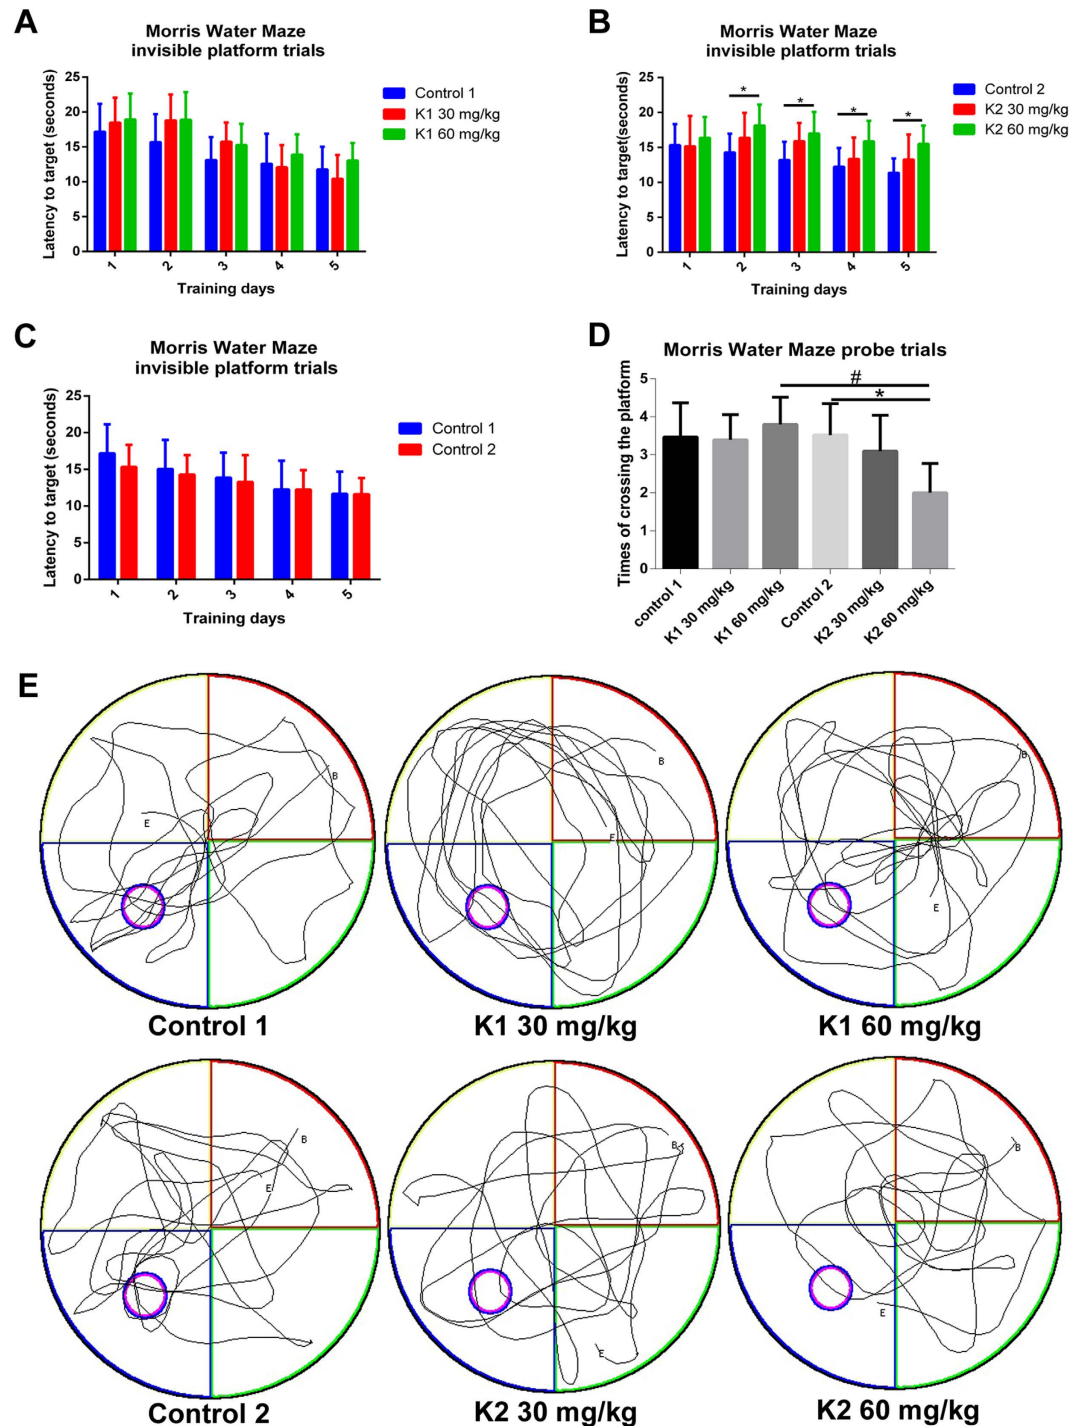 A
Morris Water Maze
invisible platform trials
Latency to target (seconds)
25
20
15
10
5
0
1
2
3
4
5
Training days
Control 1
K1 30 mg/kg
K1 60 mg/kg
B
Morris Water Maze
invisible platform trials
Latency to target(seconds)
25
20
15
10
5
0
*
*
*
*
1
2
3
4
5
Training days
Control 2
K2 30 mg/kg
K2 60 mg/kg
C
Morris Water Maze
invisible platform trials
Latency to target (seconds)
25
20
15
10
5
0
1
2
3
4
5
Training days
Control 1
Control 2
D
Morris Water Maze probe trials
Times of crossing the platform
5
4
3
2
1
0
#
*
control 1
K1 30 mg/kg
K1 60 mg/kg
Control 2
K2 30 mg/kg
K2 60 mg/kg
E
B
E
Control 1
B
E
K1 30 mg/kg
B
E
K1 60 mg/kg
B
E
Control 2
B
E
K2 30 mg/kg
B
E
K2 60 mg/kg